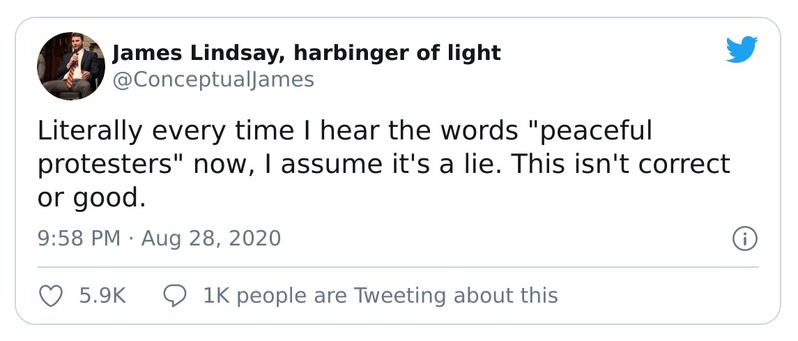 James Lindsay, harbinger of light
@ConceptualJames
Literally every time I hear the words "peaceful
protesters" now, I assume it's a lie. This isn't correct
or good.
9:58 PM · Aug 28, 2020
5.9K 1K people are Tweeting about this